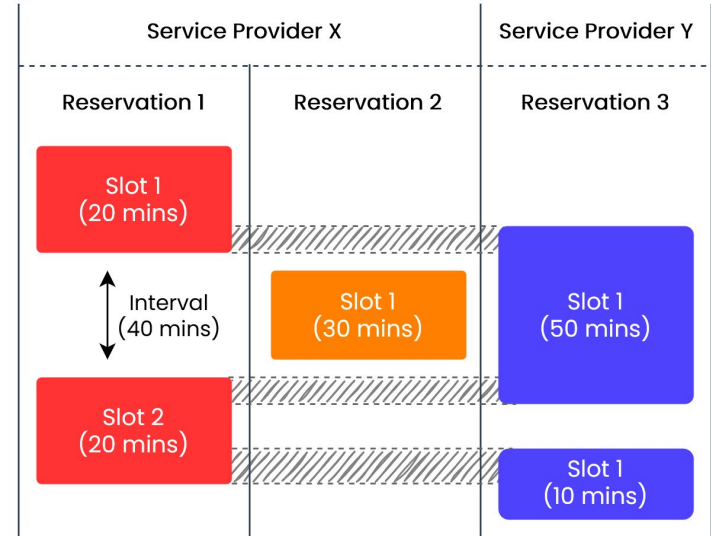 Service Provider X
Service Provider Y
Reservation 1
Reservation 2
Reservation 3
Slot 1
(20 mins)
Interval
(40 mins)
Slot 1
(30 mins)
Slot 1
(50 mins)
Slot 2
(20 mins)
Slot 1
(10 mins)